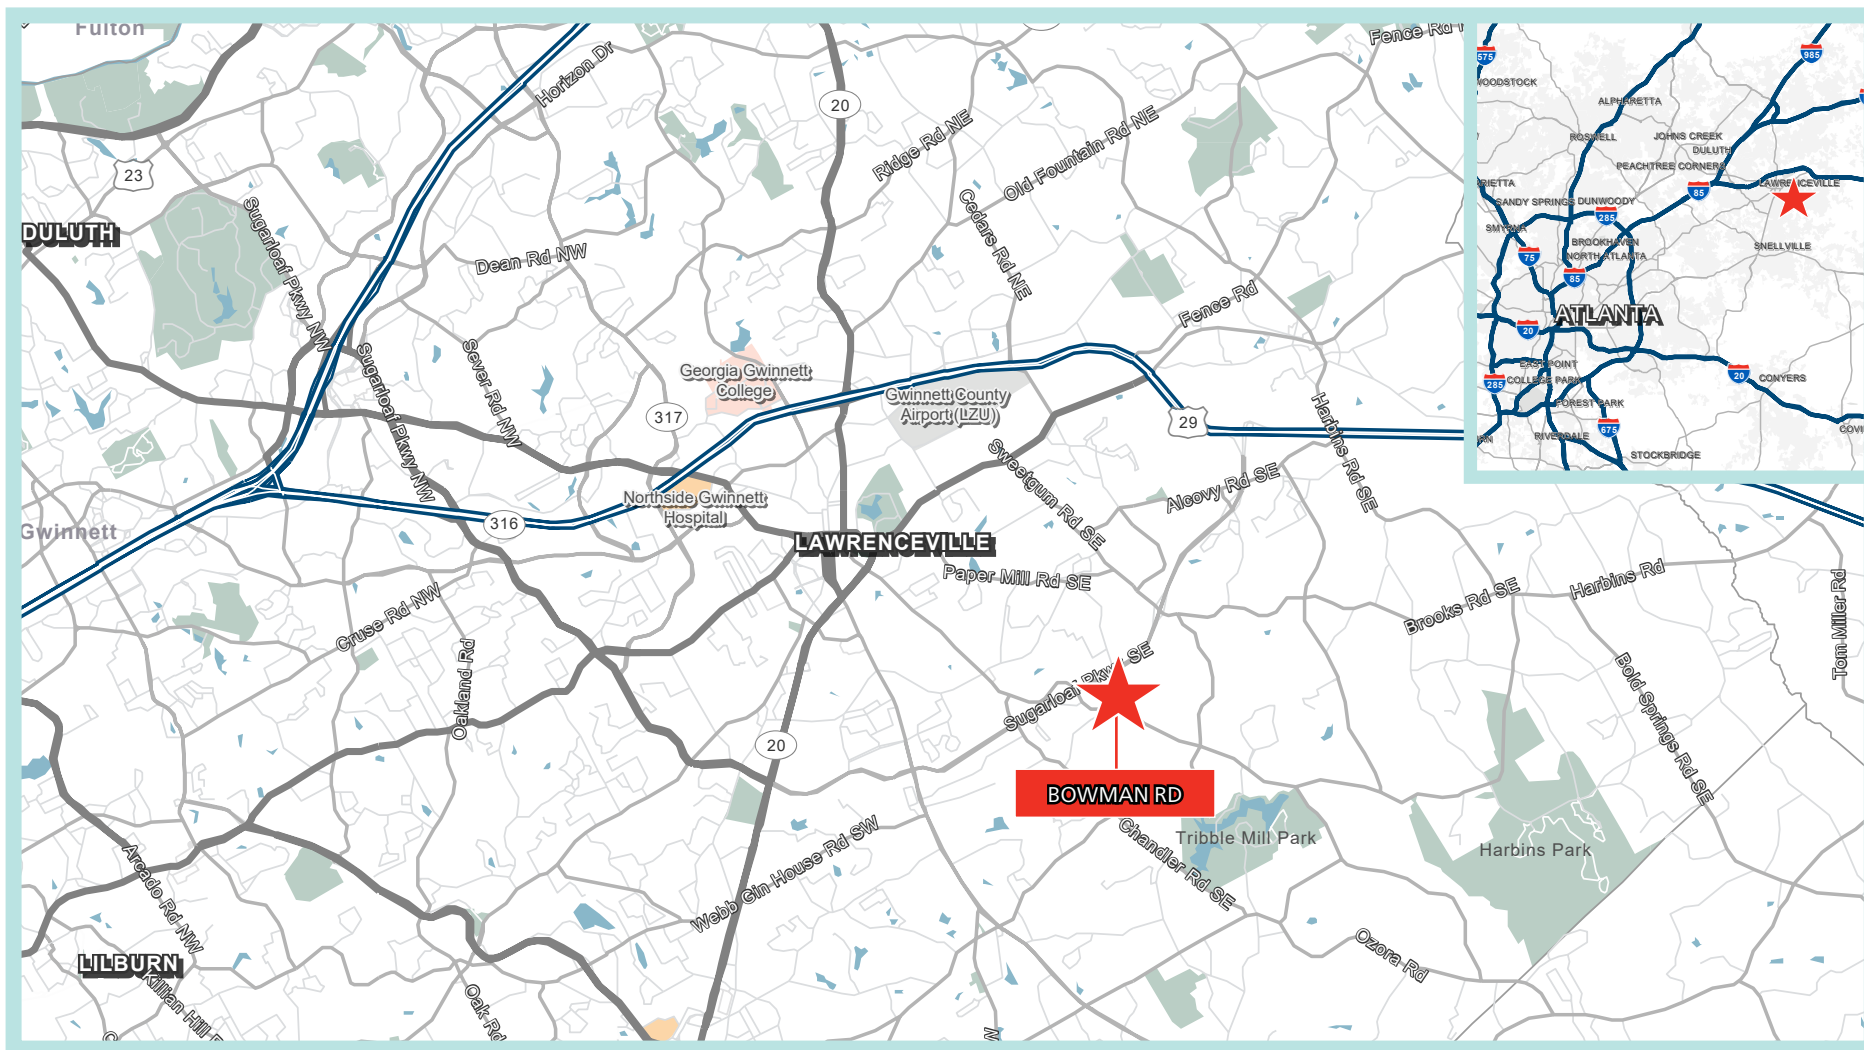 Fulton
Horizon Dr
Fence Rd
20
23
Ridge Rd NE
Old Fountain Rd NE
DULUTH
Sugarloaf Pkwy NW
Cedars Rd NE
Dean Rd NW
Fence Rd
Sever Rd NW
Sugarloaf Pkwy NW
Georgia Gwinnett
College
Gwinnett County
Airport (LZU)
317
29
Harbins Rd SE
Sweetgum Rd SE
Alcovy Rd SE
Northside Gwinnett
Hospital
316
Gwinnett
LAWRENCEVILLE
Paper Mill Rd SE
Cruse Rd NW
Brooks Rd SE
Harbins Rd
Tom Miller Rd
Oakland Rd
Sugarloaf Pkwy SE
Bold Springs Rd SE
20
BOWMAN RD
Tribble Mill Park
Chandler Rd SE
Harbins Park
Webb Gin House Rd SW
Arcado Rd NW
LILBURN
Ozora Rd
Killian Hill
Oak Rd
575
985
WOODSTOCK
ALPHARETTA
ROSWELL
JOHNS CREEK
DULUTH
PEACHTREE CORNERS
RIETTA
85
LAWRENCEVILLE
SANDY SPRINGS
DUNWOODY
285
SMYRNA
BROOKHAVEN
SNELLVILLE
75
NORTH ATLANTA
85
ATLANTA
20
EAST POINT
20
CONYERS
285
COLLEGE PARK
FOREST PARK
675
COVI
RIVERDALE
STOCKBRIDGE